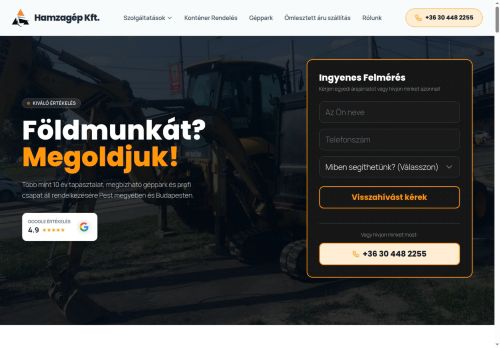 Hamzagép Kft.
Szolgáltatások
Konténer Rendelés
Géppark
Ömlesztett áru szállítás
Rólunk
+36 30 448 2255
KIVÁLÓ ÉRTÉKELÉS
Földmunkát?
Megoldjuk!
Több mint 10 év tapasztalat, megbízható géppark és profi
csapat áll rendelkezésére Pest megyében és Budapesten.
GOOGLE ÉRTÉKELÉS
4.9 ★★★★★
Ingyenes Felmérés
Kérjen egyedi árajánlatot vagy hívjon minket azonnal!
Az Ön neve
Telefonszám
Miben segíthetünk? (Válasszon)
Visszahívást kérek
Vagy hívjon minket most:
+36 30 448 2255